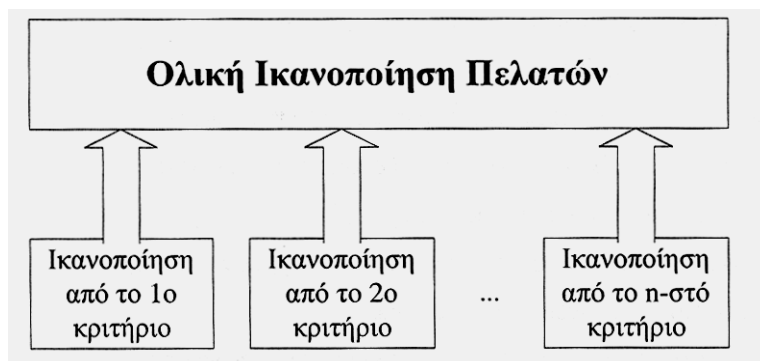 Ολική Ικανοποίηση Πελατών
Ικανοποίηση
από το 1ο
κριτήριο
Ικανοποίηση
από το 2ο
κριτήριο
...
Ικανοποίηση
από το n-στό
κριτήριο